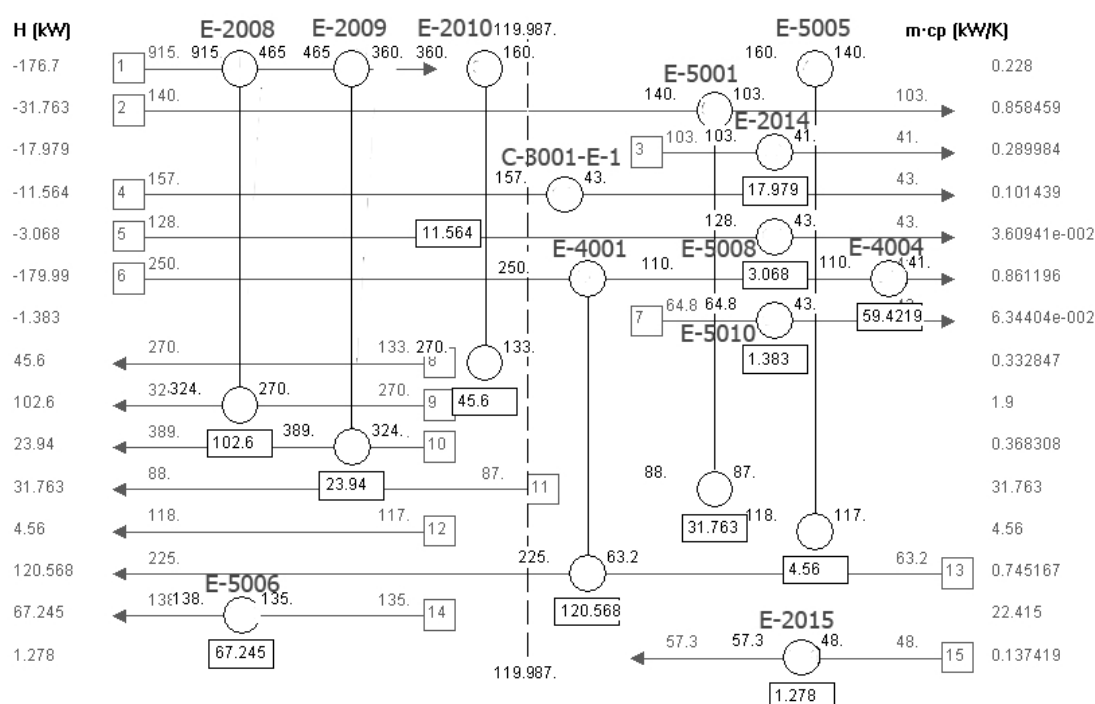 E-2008 E-2009 E-2010 119.987. E-5005
H (kW) m·cp (kW/K)
-176.7 1 915. 915 465 465 360. 360. 160. 160. 140. 0.228
E-5001
-31.763 2 140. 140. 103. 103. 0.858459
E-2014
-17.979 3 103. 103. 41. 41. 0.289984
C-3001-E-1
-11.564 4 157. 157. 43. 17.979 43. 0.101439
-3.068 5 128. 11.564 128. 43. 43. 3.60941e-002
E-4001 E-5008 E-4004
-179.99 6 250. 250. 110. 3.068 110. 41. 0.861196
-1.383 7 64.8 64.8 43. 59.4219 6.34404e-002
E-5010
1.383
45.6 270. 133. 270. 8 133. 0.332847
102.6 324. 270. 270. 9 45.6 1.9
23.94 389. 102.6 389. 324. 10 0.368308
31.763 88. 23.94 87. 11 88. 87. 31.763
4.56 118. 117. 12 31.763 118. 117. 4.56
120.568 225. 225. 63.2 4.56 63.2 13 0.745167
E-5006
67.245 138. 135. 135. 14 120.568 22.415
E-2015
1.278 67.245 57.3 57.3 48. 48. 15 0.137419
119.987.
1.278